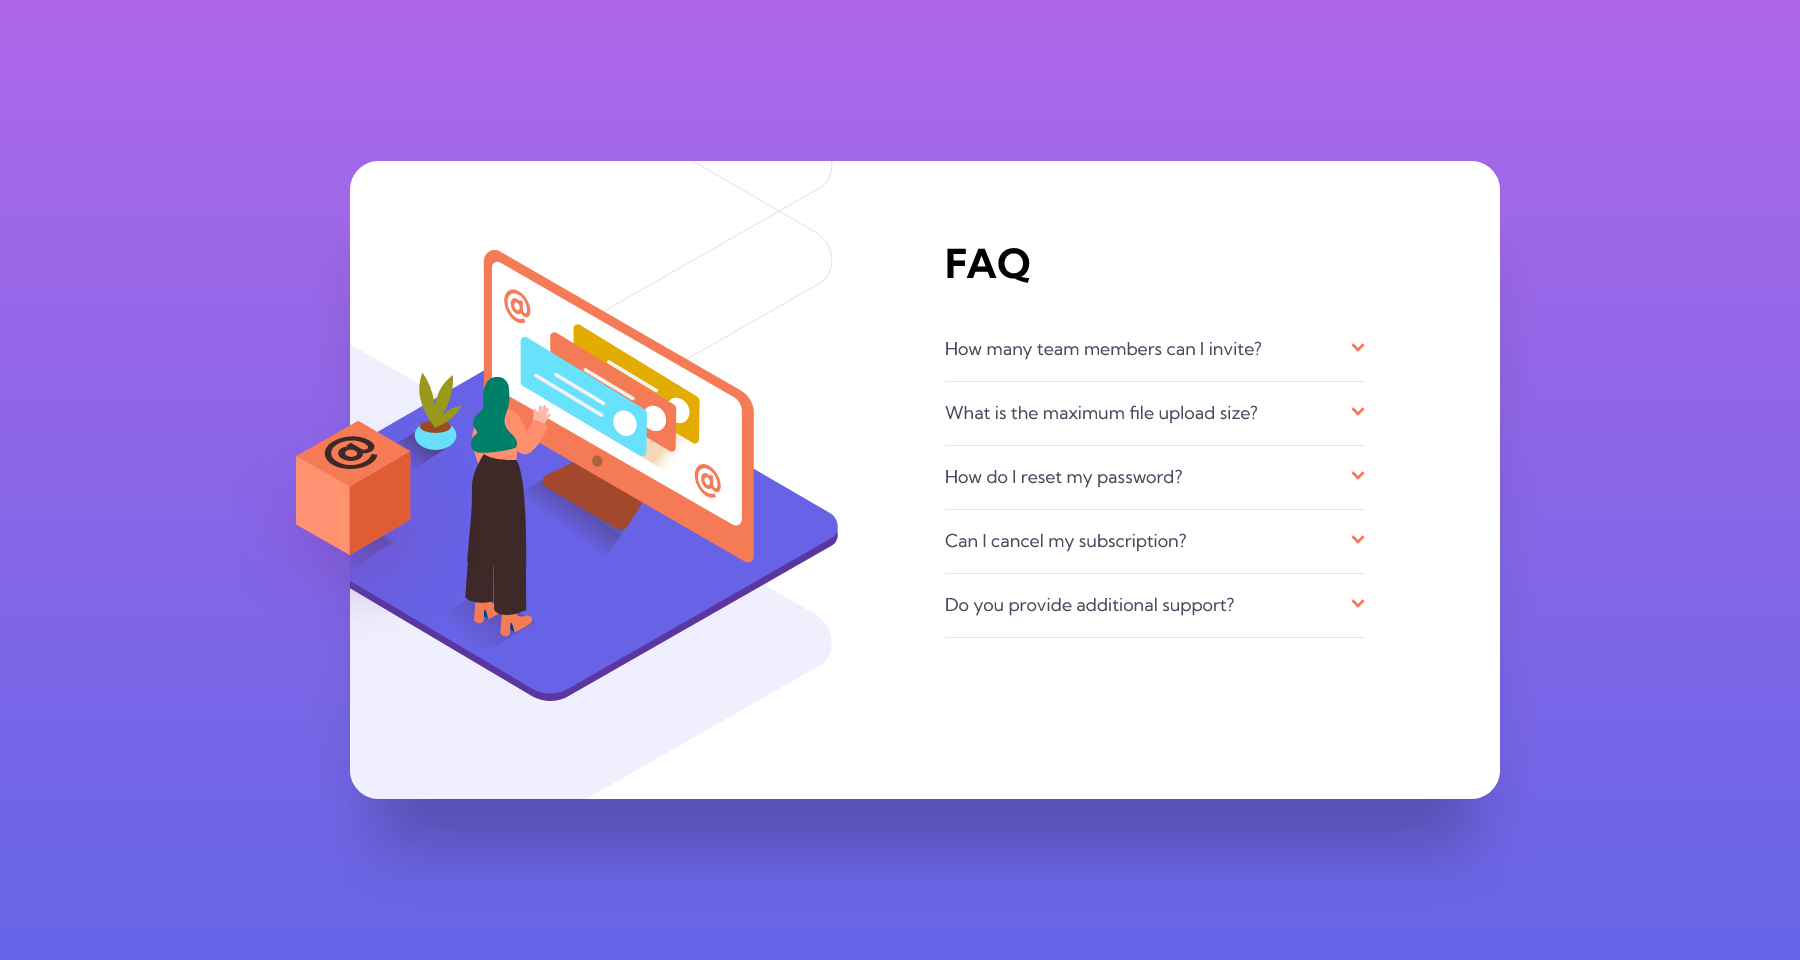 @
@
@
FAQ
How many team members can I invite?
What is the maximum file upload size?
How do I reset my password?
Can I cancel my subscription?
Do you provide additional support?